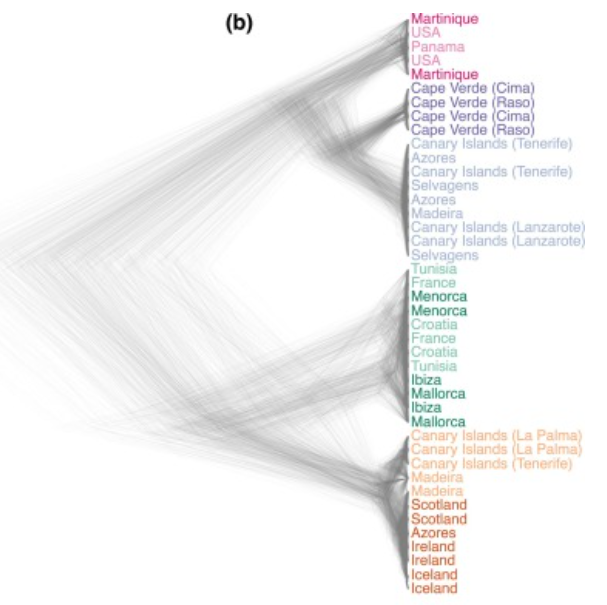 (b)
Martinique
USA
Panama
USA
Martinique
Cape Verde (Cima)
Cape Verde (Raso)
Cape Verde (Cima)
Cape Verde (Raso)
Canary Islands (Tenerife)
Azores
Canary Islands (Tenerife)
Selvagens
Azores
Madeira
Canary Islands (Lanzarote)
Canary Islands (Lanzarote)
Selvagens
Tunisia
France
Menorca
Menorca
Croatia
France
Croatia
Tunisia
Ibiza
Mallorca
Ibiza
Mallorca
Canary Islands (La Palma)
Canary Islands (La Palma)
Canary Islands (Tenerife)
Madeira
Madeira
Scotland
Scotland
Azores
Ireland
Ireland
Iceland
Iceland